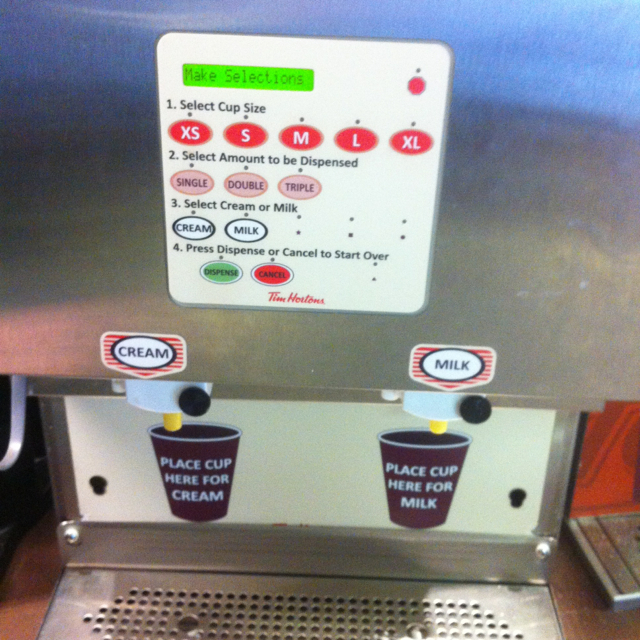 Make Selections
1. Select Cup Size
XS S M L XL
2. Select Amount to be Dispensed
SINGLE DOUBLE TRIPLE
3. Select Cream or Milk
CREAM MILK
4. Press Dispense or Cancel to Start Over
DISPENSE CANCEL
Tim Hortons
CREAM
MILK
PLACE CUP
HERE FOR
CREAM
PLACE CUP
HERE FOR
MILK